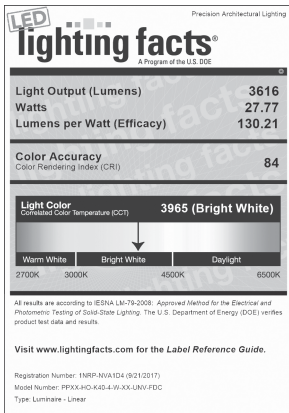 Precision Architectural Lighting
LED
lighting facts®
A Program of the U.S. DOE
Light Output (Lumens) 3616
Watts 27.77
Lumens per Watt (Efficacy) 130.21
Color Accuracy
Color Rendering Index (CRI) 84
Light Color
Correlated Color Temperature (CCT) 3965 (Bright White)
Warm White Bright White Daylight
2700K 3000K 4500K 6500K
All results are according to IESNA LM-79-2008: Approved Method for the Electrical and
Photometric Testing of Solid-State Lighting. The U.S. Department of Energy (DOE) verifies
product test data and results.
Visit www.lightingfacts.com for the Label Reference Guide.
Registration Number: 1NRP-NVA1D4 (9/21/2017)
Model Number: PPXX-HO-K40-4-W-XX-UNV-FDC
Type: Luminaire - Linear